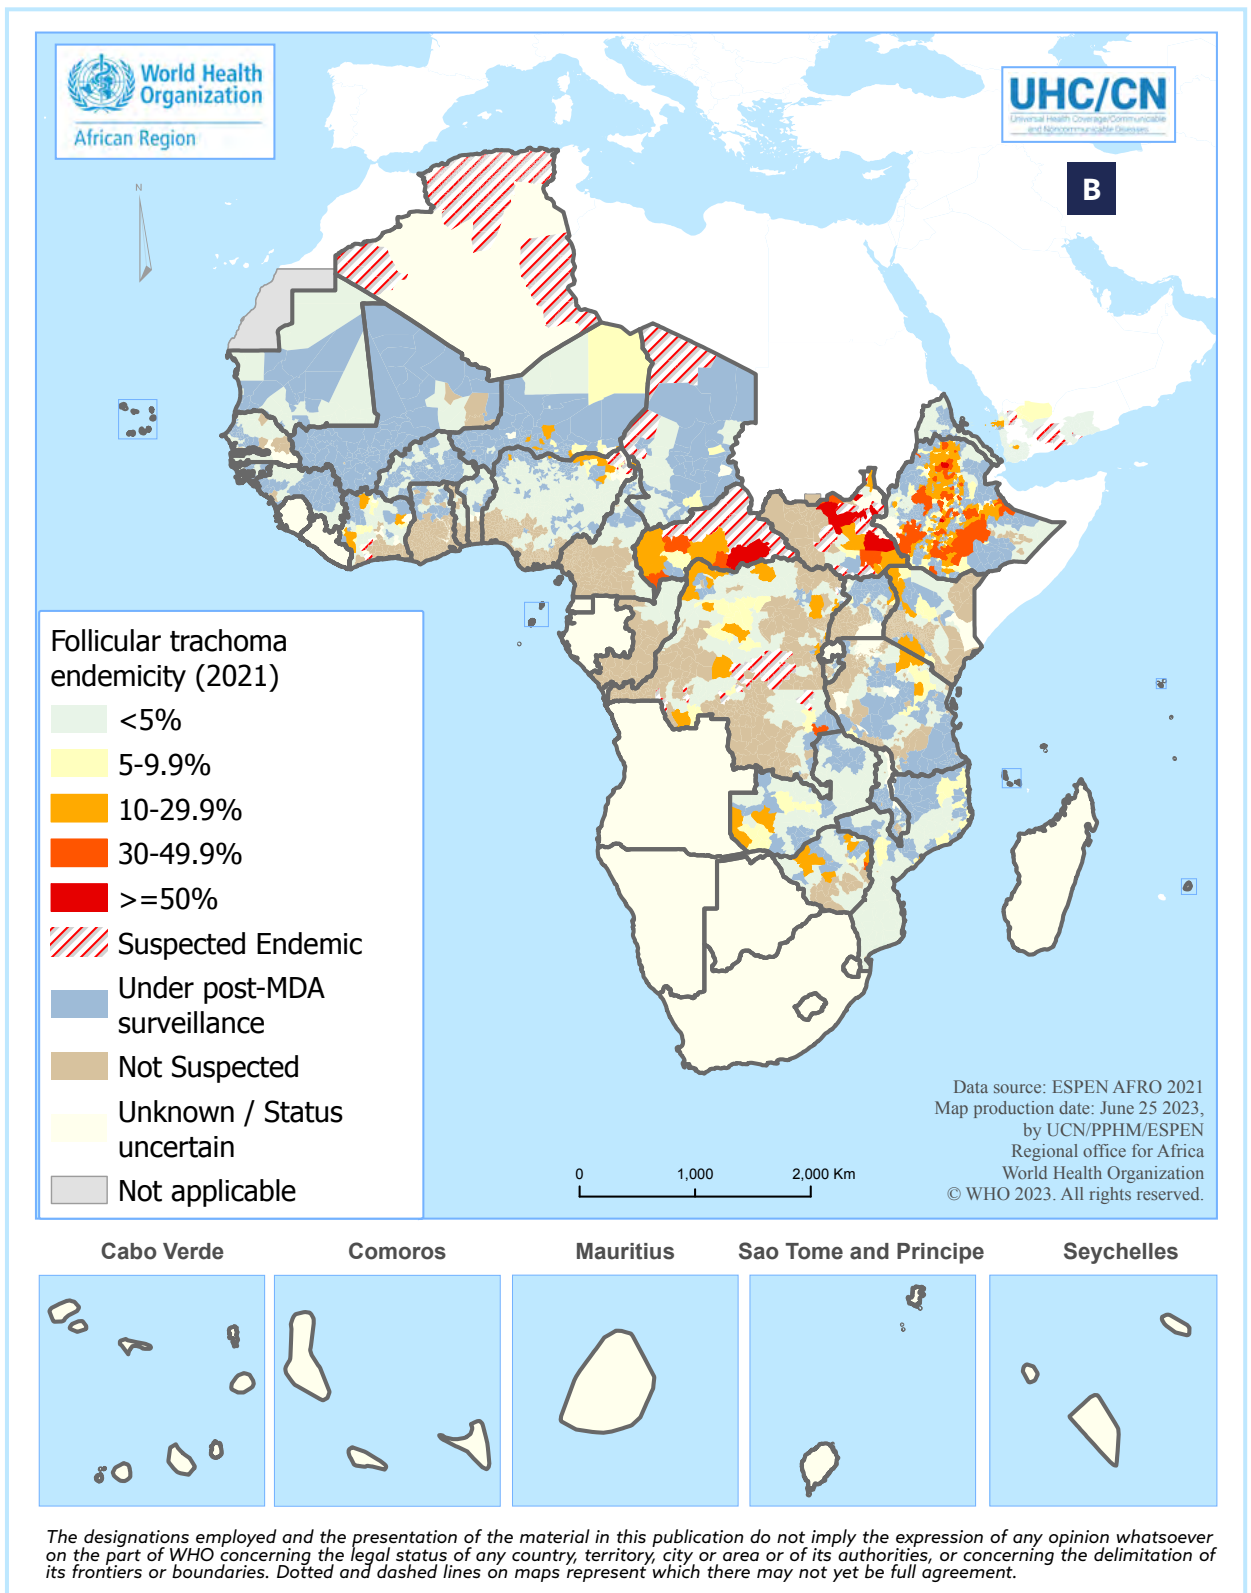 World Health
Organization
African Region
UHC/CN
Universal Health Coverage/Communicable
and Noncommunicable Diseases
B
N
Follicular trachoma
endemicity (2021)
<5%
5-9.9%
10-29.9%
30-49.9%
>=50%
Suspected Endemic
Under post-MDA
surveillance
Not Suspected
Unknown / Status
uncertain
Not applicable
Data source: ESPEN AFRO 2021
Map production date: June 25 2023,
by UCN/PPHM/ESPEN
Regional office for Africa
World Health Organization
© WHO 2023. All rights reserved.
0 1,000 2,000 Km
Cabo Verde
Comoros
Mauritius
Sao Tome and Principe
Seychelles
The designations employed and the presentation of the material in this publication do not imply the expression of any opinion whatsoever
on the part of WHO concerning the legal status of any country, territory, city or area or of its authorities, or concerning the delimitation of
its frontiers or boundaries. Dotted and dashed lines on maps represent which there may not yet be full agreement.